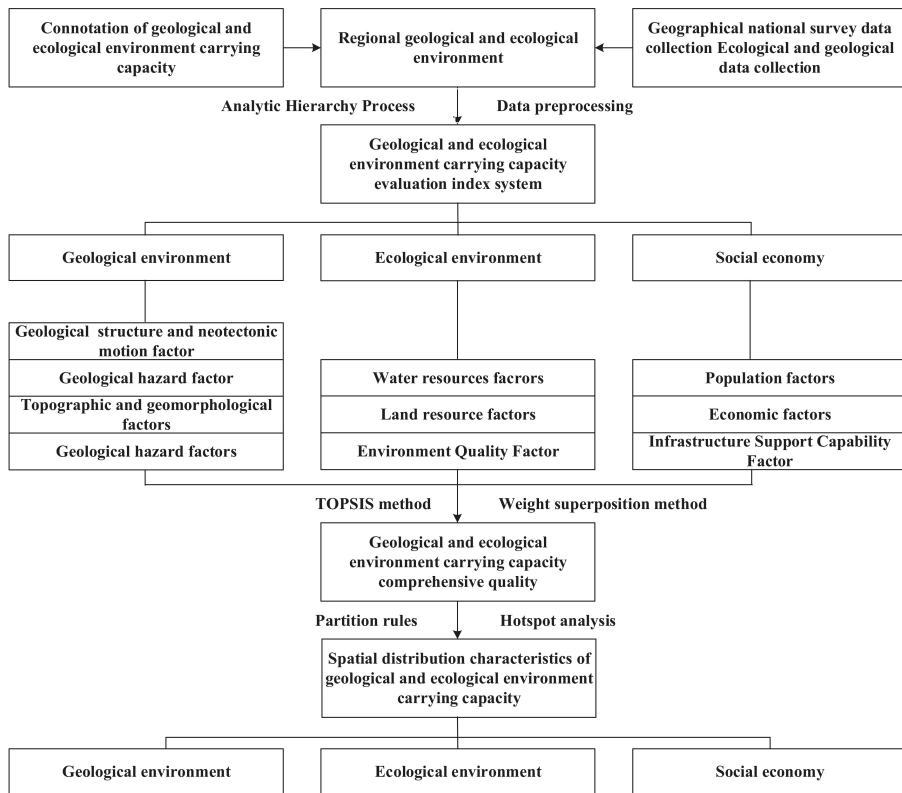 Connotation of geological and
ecological environment carrying
capacity
Regional geological and ecological
environment
Geographical national survey data
collection Ecological and geological
data collection
Analytic Hierarchy Process
Data preprocessing
Geological and ecological
environment carrying capacity
evaluation index system
Geological environment
Ecological environment
Social economy
Geological structure and neotectonic
motion factor
Geological hazard factor
Topographic and geomorphological
factors
Geological hazard factors
Water resources facrors
Land resource factors
Environment Quality Factor
Population factors
Economic factors
Infrastructure Support Capability
Factor
TOPSIS method
Weight superposition method
Geological and ecological
environment carrying capacity
comprehensive quality
Partition rules
Hotspot analysis
Spatial distribution characteristics of
geological and ecological environment
carrying capacity
Geological environment
Ecological environment
Social economy